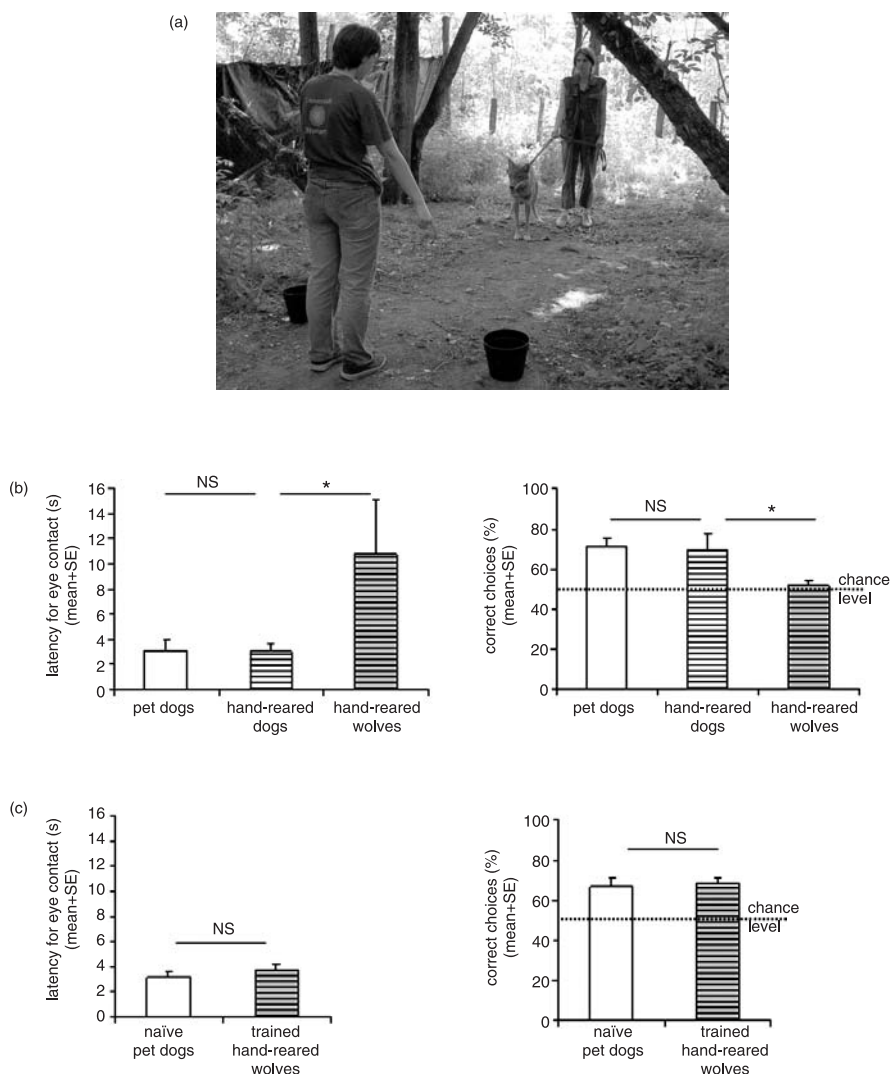 (a)
(b)
latency for eye contact (s)
(mean+SE)
16
14
12
10
8
6
4
2
0
NS
*
pet dogs
hand-reared
dogs
hand-reared
wolves
correct choices (%)
(mean+SE)
100
80
60
40
20
0
NS
*
chance
level
pet dogs
hand-reared
dogs
hand-reared
wolves
(c)
latency for eye contact (s)
(mean+SE)
16
14
12
10
8
6
4
2
0
NS
naïve
pet dogs
trained
hand-reared
wolves
correct choices (%)
(mean+SE)
100
80
60
40
20
0
NS
chance
level
naïve
pet dogs
trained
hand-reared
wolves